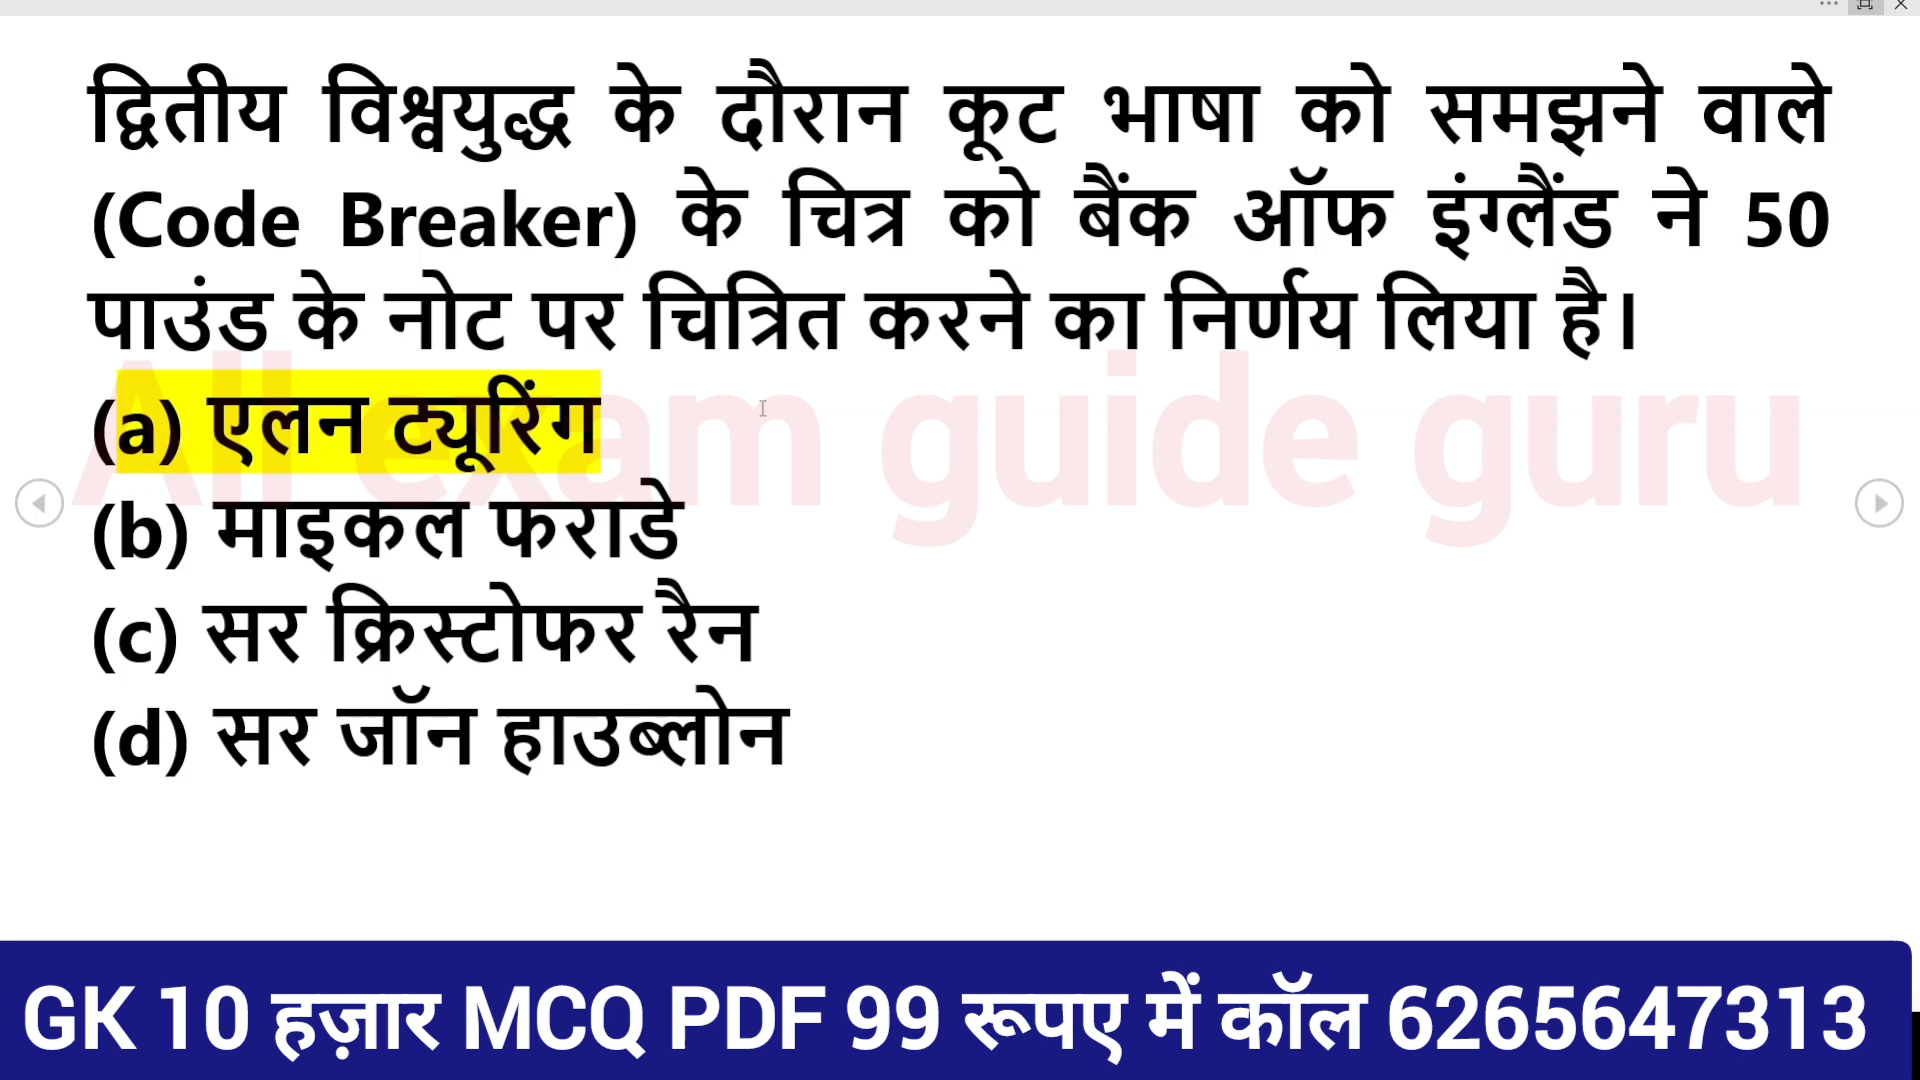 द्वितीय विश्वयुद्ध के दौरान कूट भाषा को समझने वाले
(Code Breaker) के चित्र को बैंक ऑफ इंग्लैंड ने 50
पाउंड के नोट पर चित्रित करने का निर्णय लिया है।
(a) एलन ट्यूरिंग
All exam guide guru
(b) माइकल फराडे
(c) सर क्रिस्टोफर रैन
(d) सर जॉन हाउब्लोन
GK 10 हज़ार MCQ PDF 99 रूपए में कॉल 6265647313